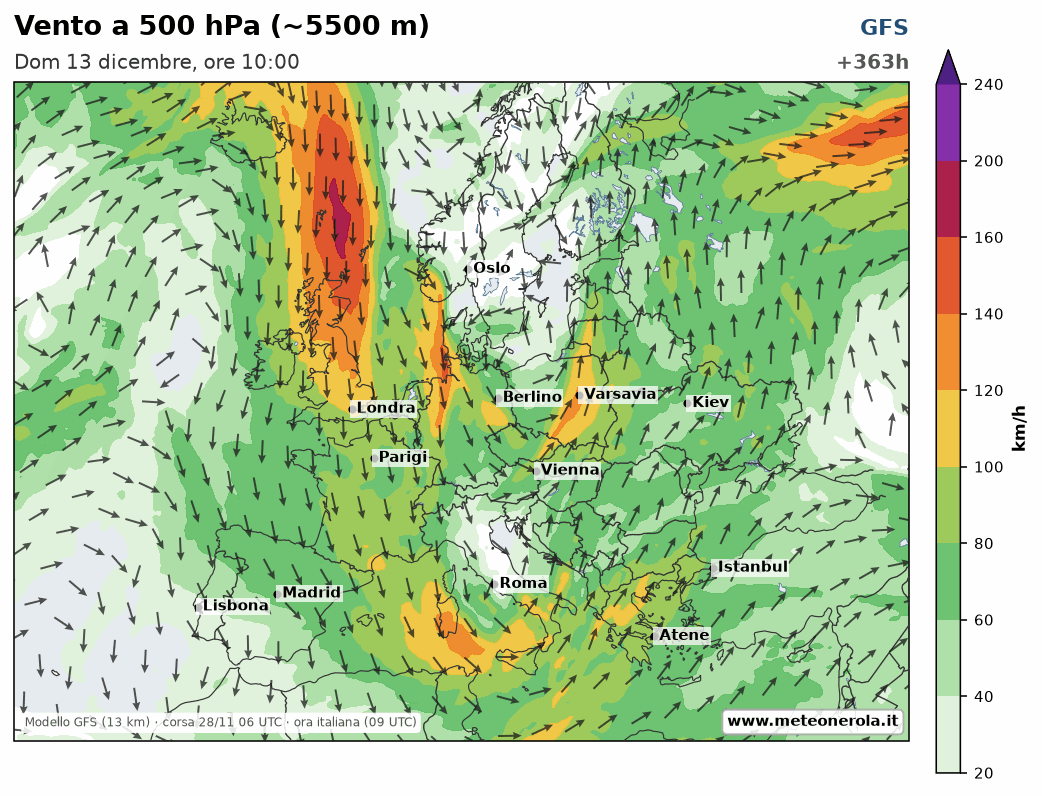 Vento a 500 hPa (~5500 m)
GFS
Dom 13 dicembre, ore 10:00
+363h
240
200
160
140
120
100
80
60
40
20
km/h
Oslo
Berlino
Varsavia
Kiev
Londra
Parigi
Vienna
Istanbul
Roma
Madrid
Lisbona
Atene
Modello GFS (13 km) · corsa 28/11 06 UTC · ora italiana (09 UTC)
www.meteonerola.it